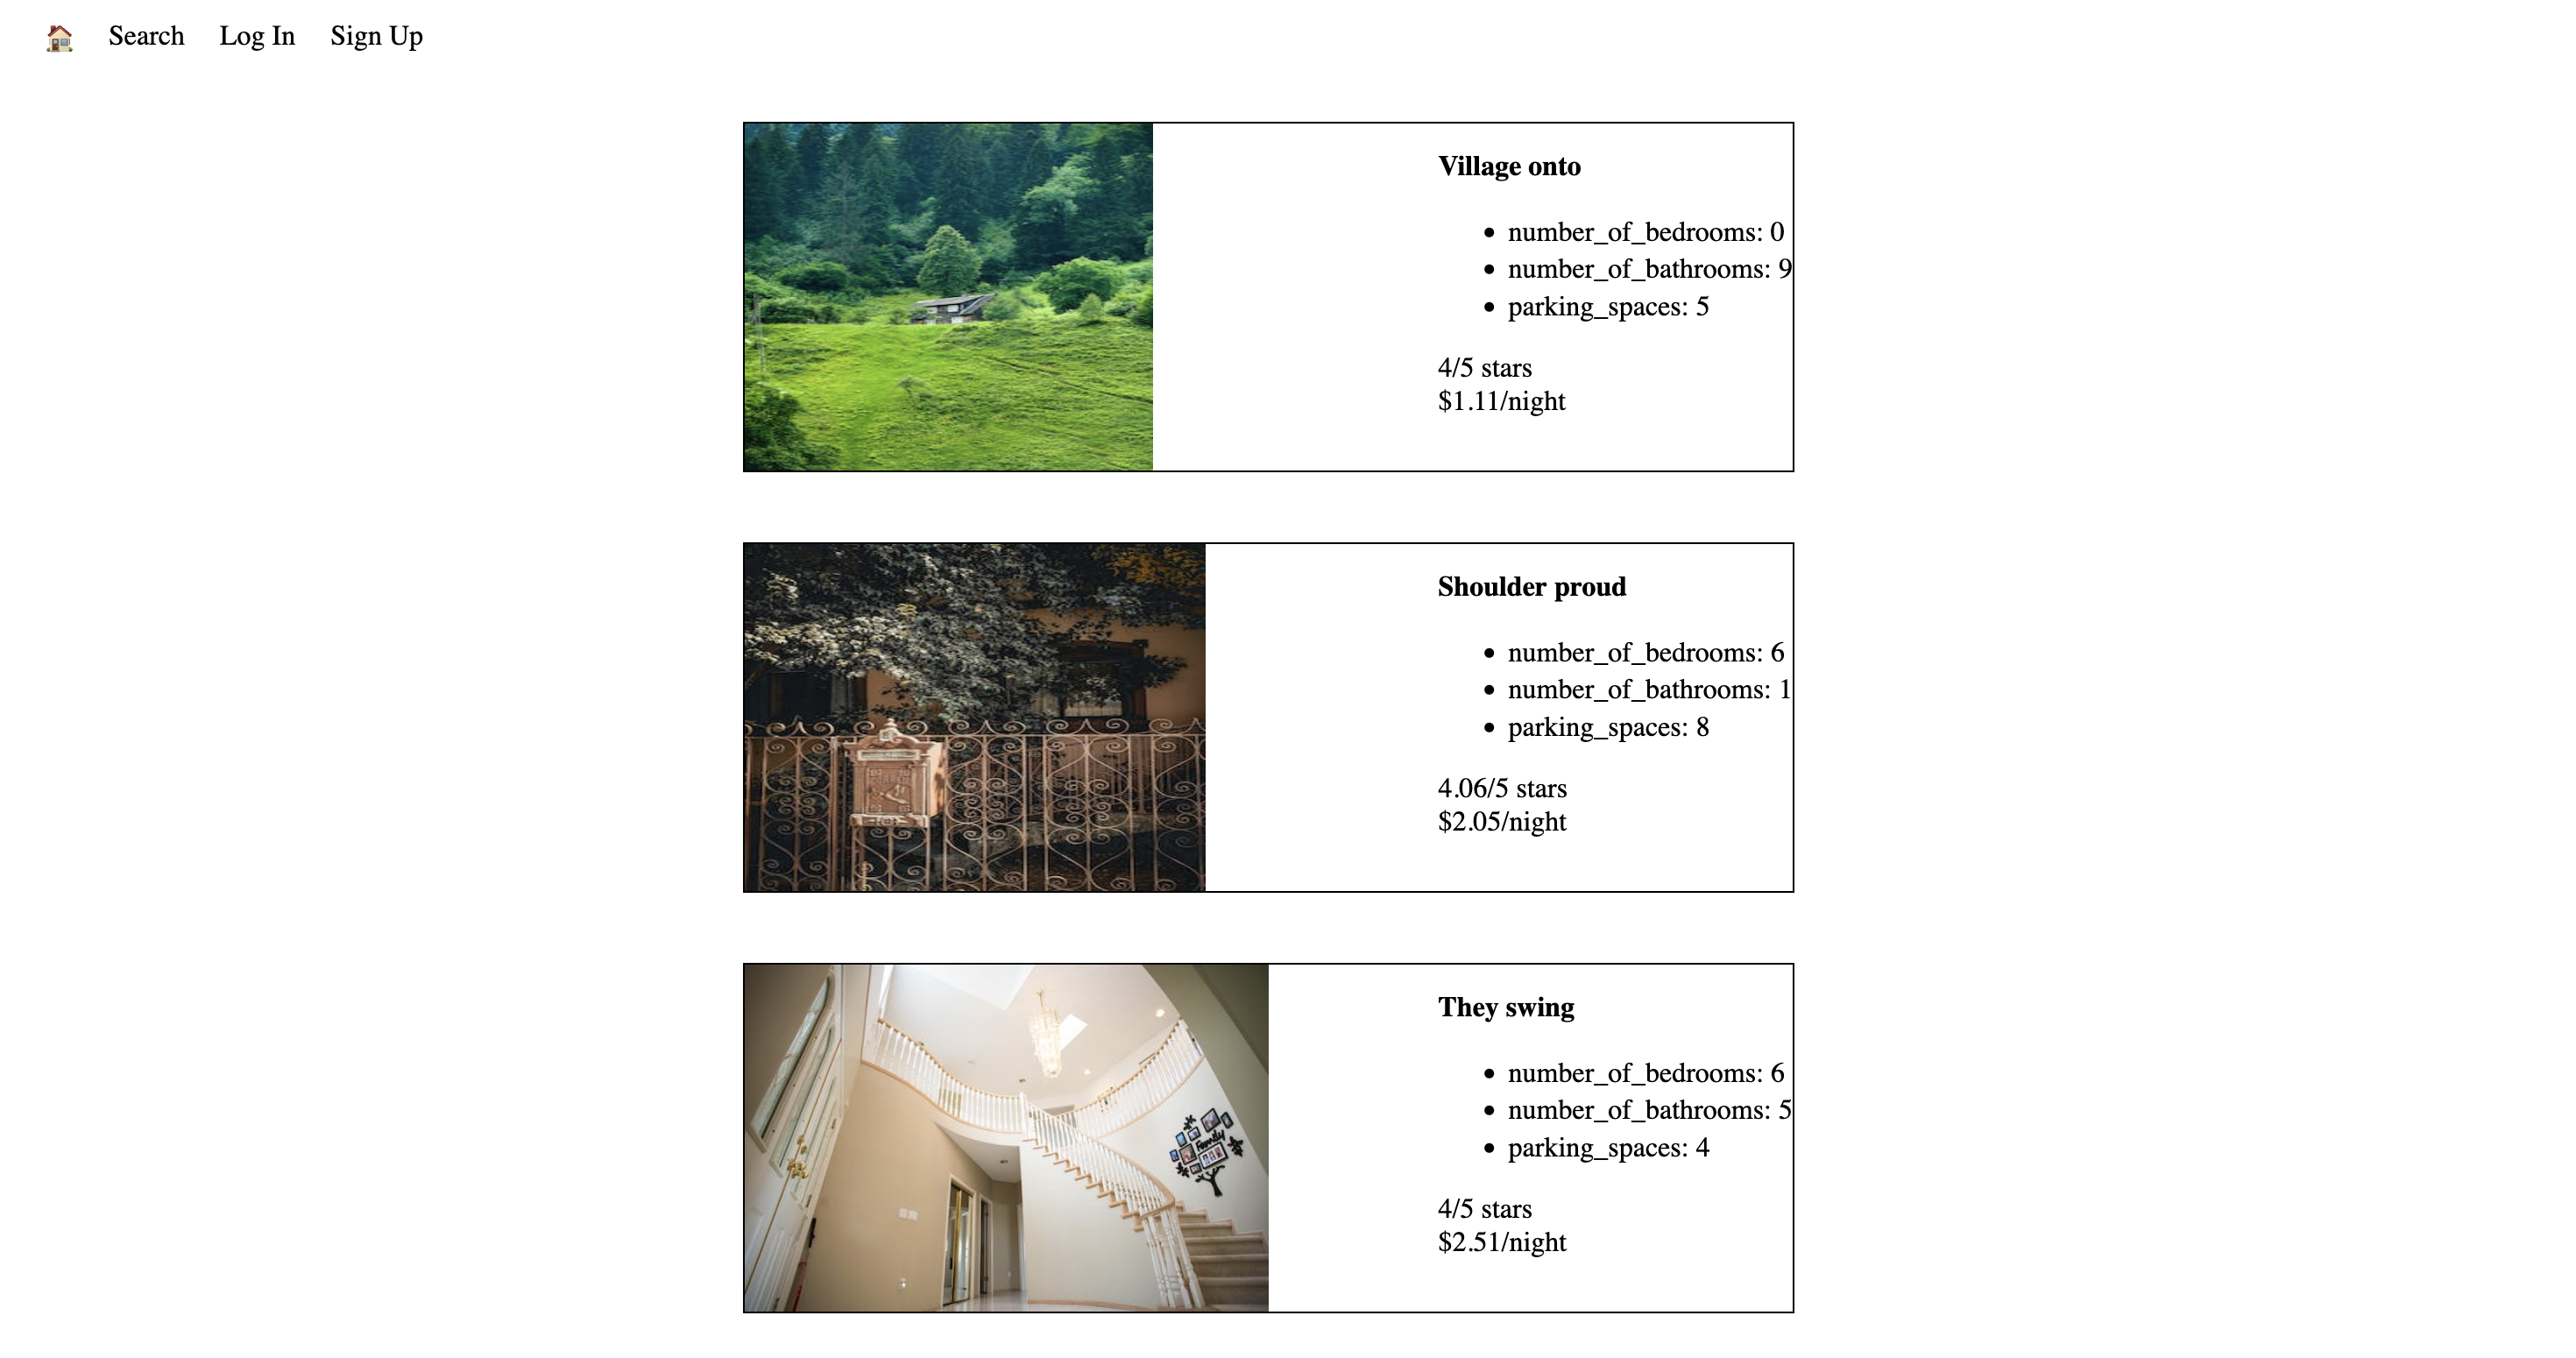 Search Log In Sign Up
Village onto
number_of_bedrooms: 0
number_of_bathrooms: 9
parking_spaces: 5
4/5 stars
$1.11/night
Shoulder proud
number_of_bedrooms: 6
number_of_bathrooms: 1
parking_spaces: 8
4.06/5 stars
$2.05/night
They swing
number_of_bedrooms: 6
number_of_bathrooms: 5
parking_spaces: 4
Family
4/5 stars
$2.51/night